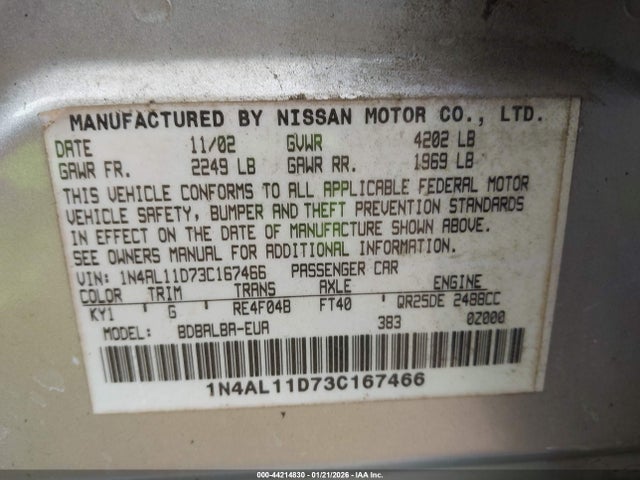 MANUFACTURED BY NISSAN MOTOR CO., LTD.
DATE 11/02 GVWR 4202 LB
GAWR FR. 2249 LB GAWR RR. 1969 LB
THIS VEHICLE CONFORMS TO ALL APPLICABLE FEDERAL MOTOR
VEHICLE SAFETY, BUMPER AND THEFT PREVENTION STANDARDS
IN EFFECT ON THE DATE OF MANUFACTURE SHOWN ABOVE.
SEE OWNERS MANUAL FOR ADDITIONAL INFORMATION.
VIN: 1N4AL11D73C167466 PASSENGER CAR
COLOR TRIM TRANS AXLE ENGINE
KY1 G RE4F04B FT40 QR25DE 2488CC
MODEL: BDBALBA-EUA 3B3 0Z000
1N4AL11D73C167466
000-44214830 - 01/21/2026 - IAA Inc.